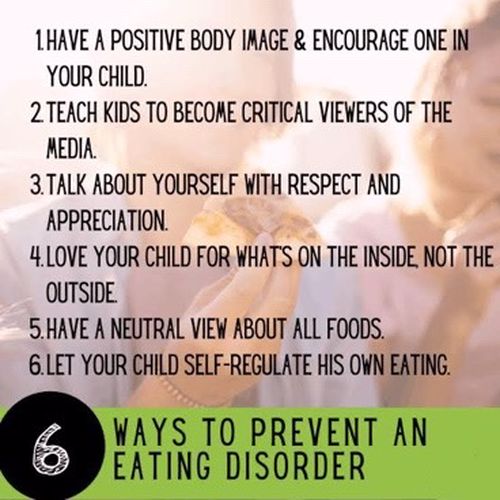 1.HAVE A POSITIVE BODY IMAGE & ENCOURAGE ONE IN
YOUR CHILD.
2.TEACH KIDS TO BECOME CRITICAL VIEWERS OF THE
MEDIA.
3.TALK ABOUT YOURSELF WITH RESPECT AND
APPRECIATION.
4.LOVE YOUR CHILD FOR WHAT'S ON THE INSIDE, NOT THE
OUTSIDE.
5.HAVE A NEUTRAL VIEW ABOUT ALL FOODS.
6.LET YOUR CHILD SELF-REGULATE HIS OWN EATING.
6 WAYS TO PREVENT AN
EATING DISORDER